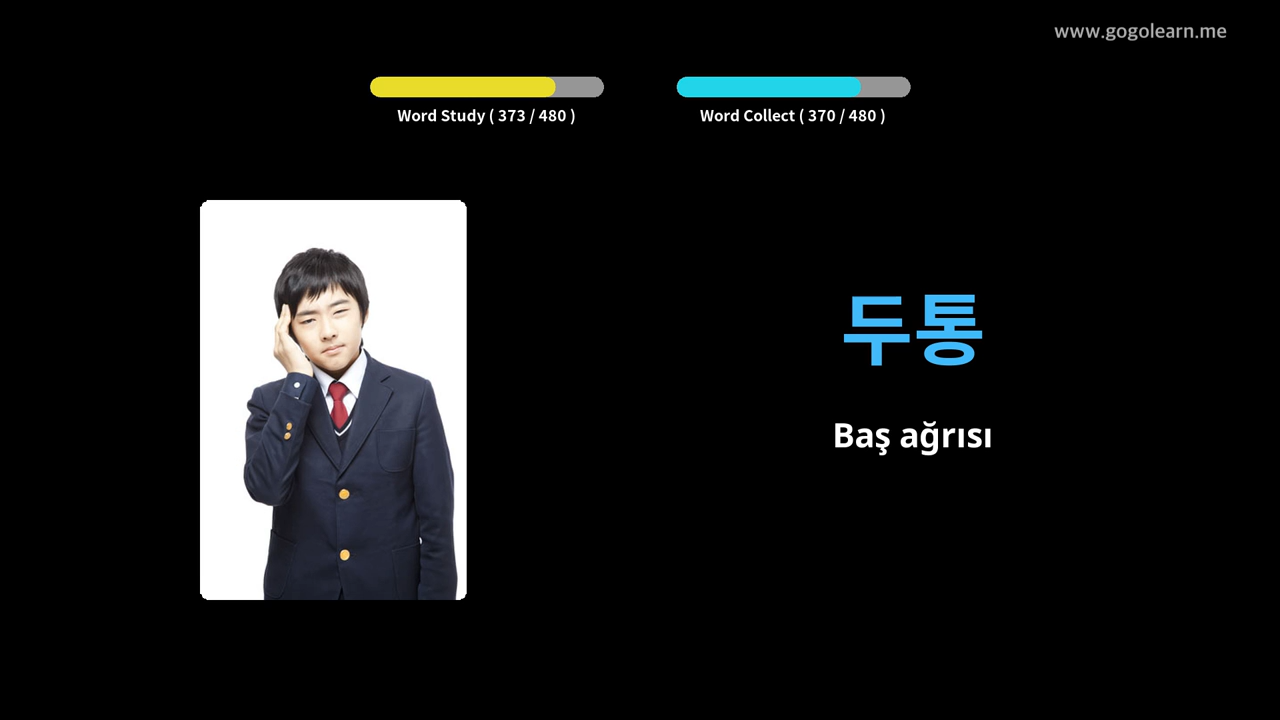 www.gogolearn.me
Word Study ( 373 / 480 )
Word Collect ( 370 / 480 )
두통
Baş ağrısı